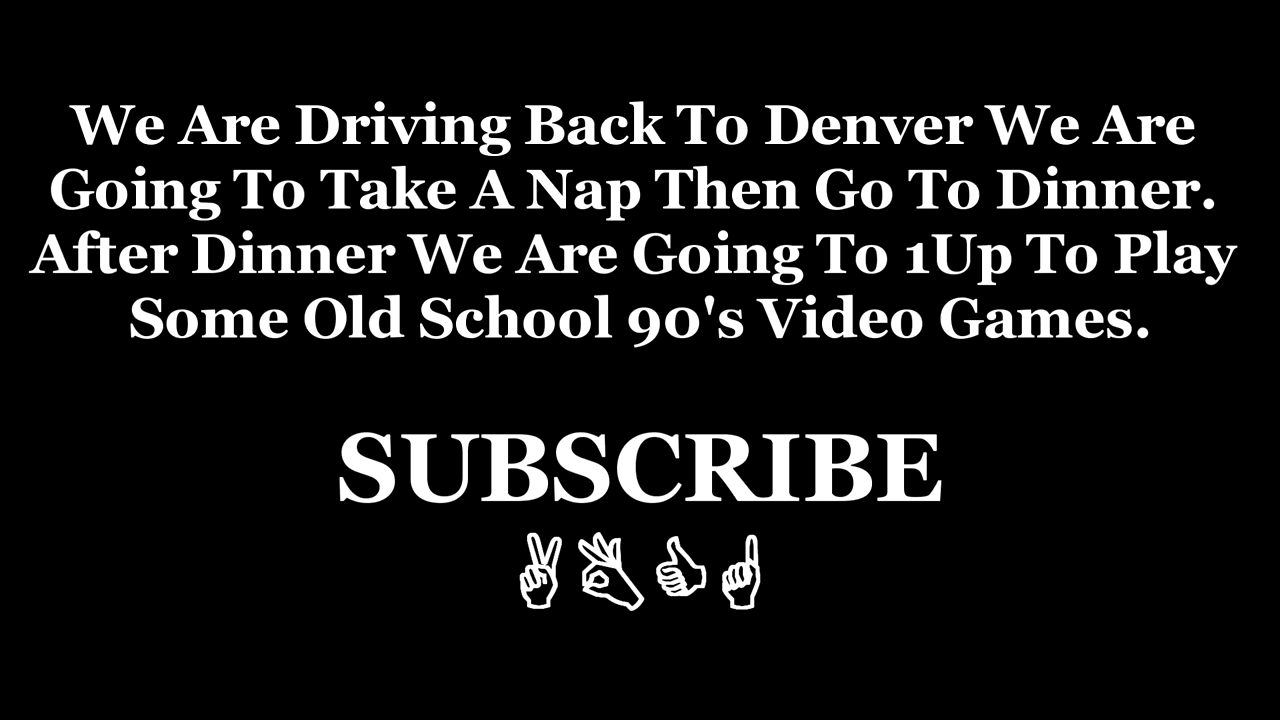 We Are Driving Back To Denver We Are
Going To Take A Nap Then Go To Dinner.
After Dinner We Are Going To 1Up To Play
Some Old School 90's Video Games.
SUBSCRIBE
✌👌👍☝